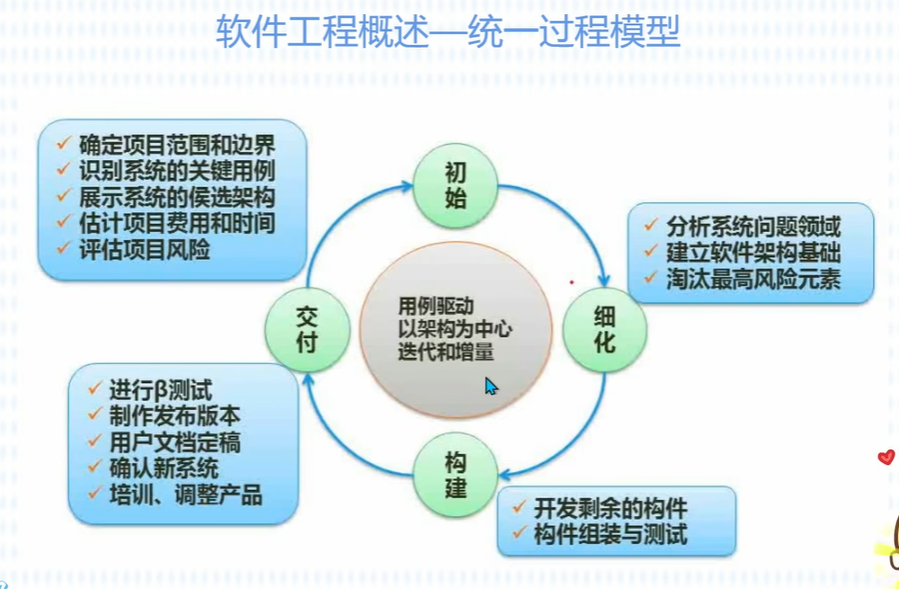 软件工程概述—统一过程模型
确定项目范围和边界
识别系统的关键用例
展示系统的候选架构
估计项目费用和时间
评估项目风险
初
始
分析系统问题领域
建立软件架构基础
淘汰最高风险元素
用例驱动
以架构为中心
迭代和增量
交
付
细
化
进行β测试
制作发布版本
用户文档定稿
确认新系统
培训、调整产品
构
建
开发剩余的构件
构件组装与测试